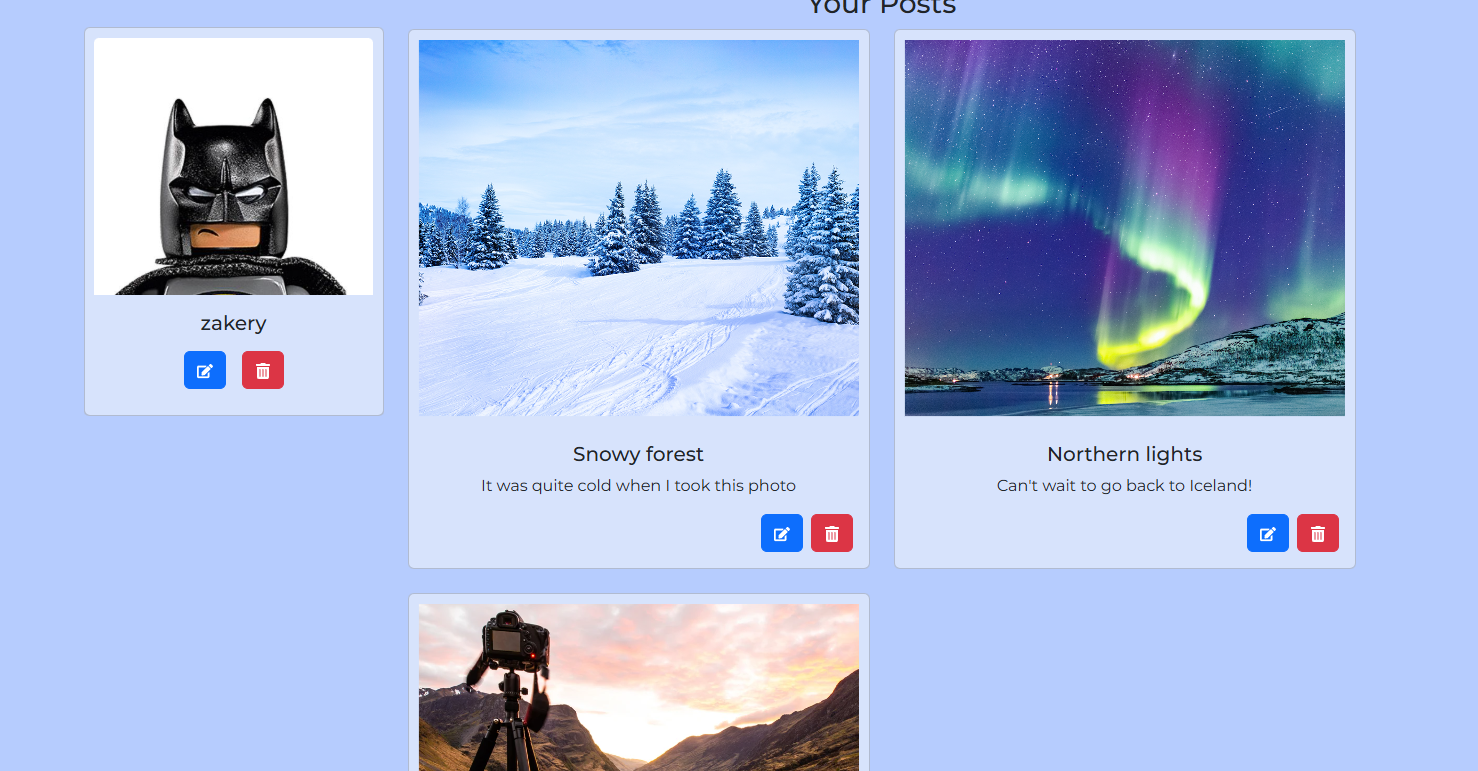 Your Posts
zakery
Snowy forest
It was quite cold when I took this photo
Northern lights
Can't wait to go back to Iceland!